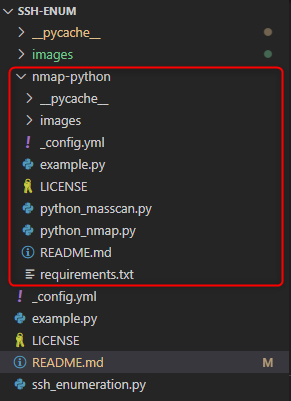 SSH-ENUM
__pycache__
images
nmap-python
__pycache__
images
_config.yml
example.py
LICENSE
python_masscan.py
python_nmap.py
README.md
requirements.txt
_config.yml
example.py
LICENSE
README.md M
ssh_enumeration.py